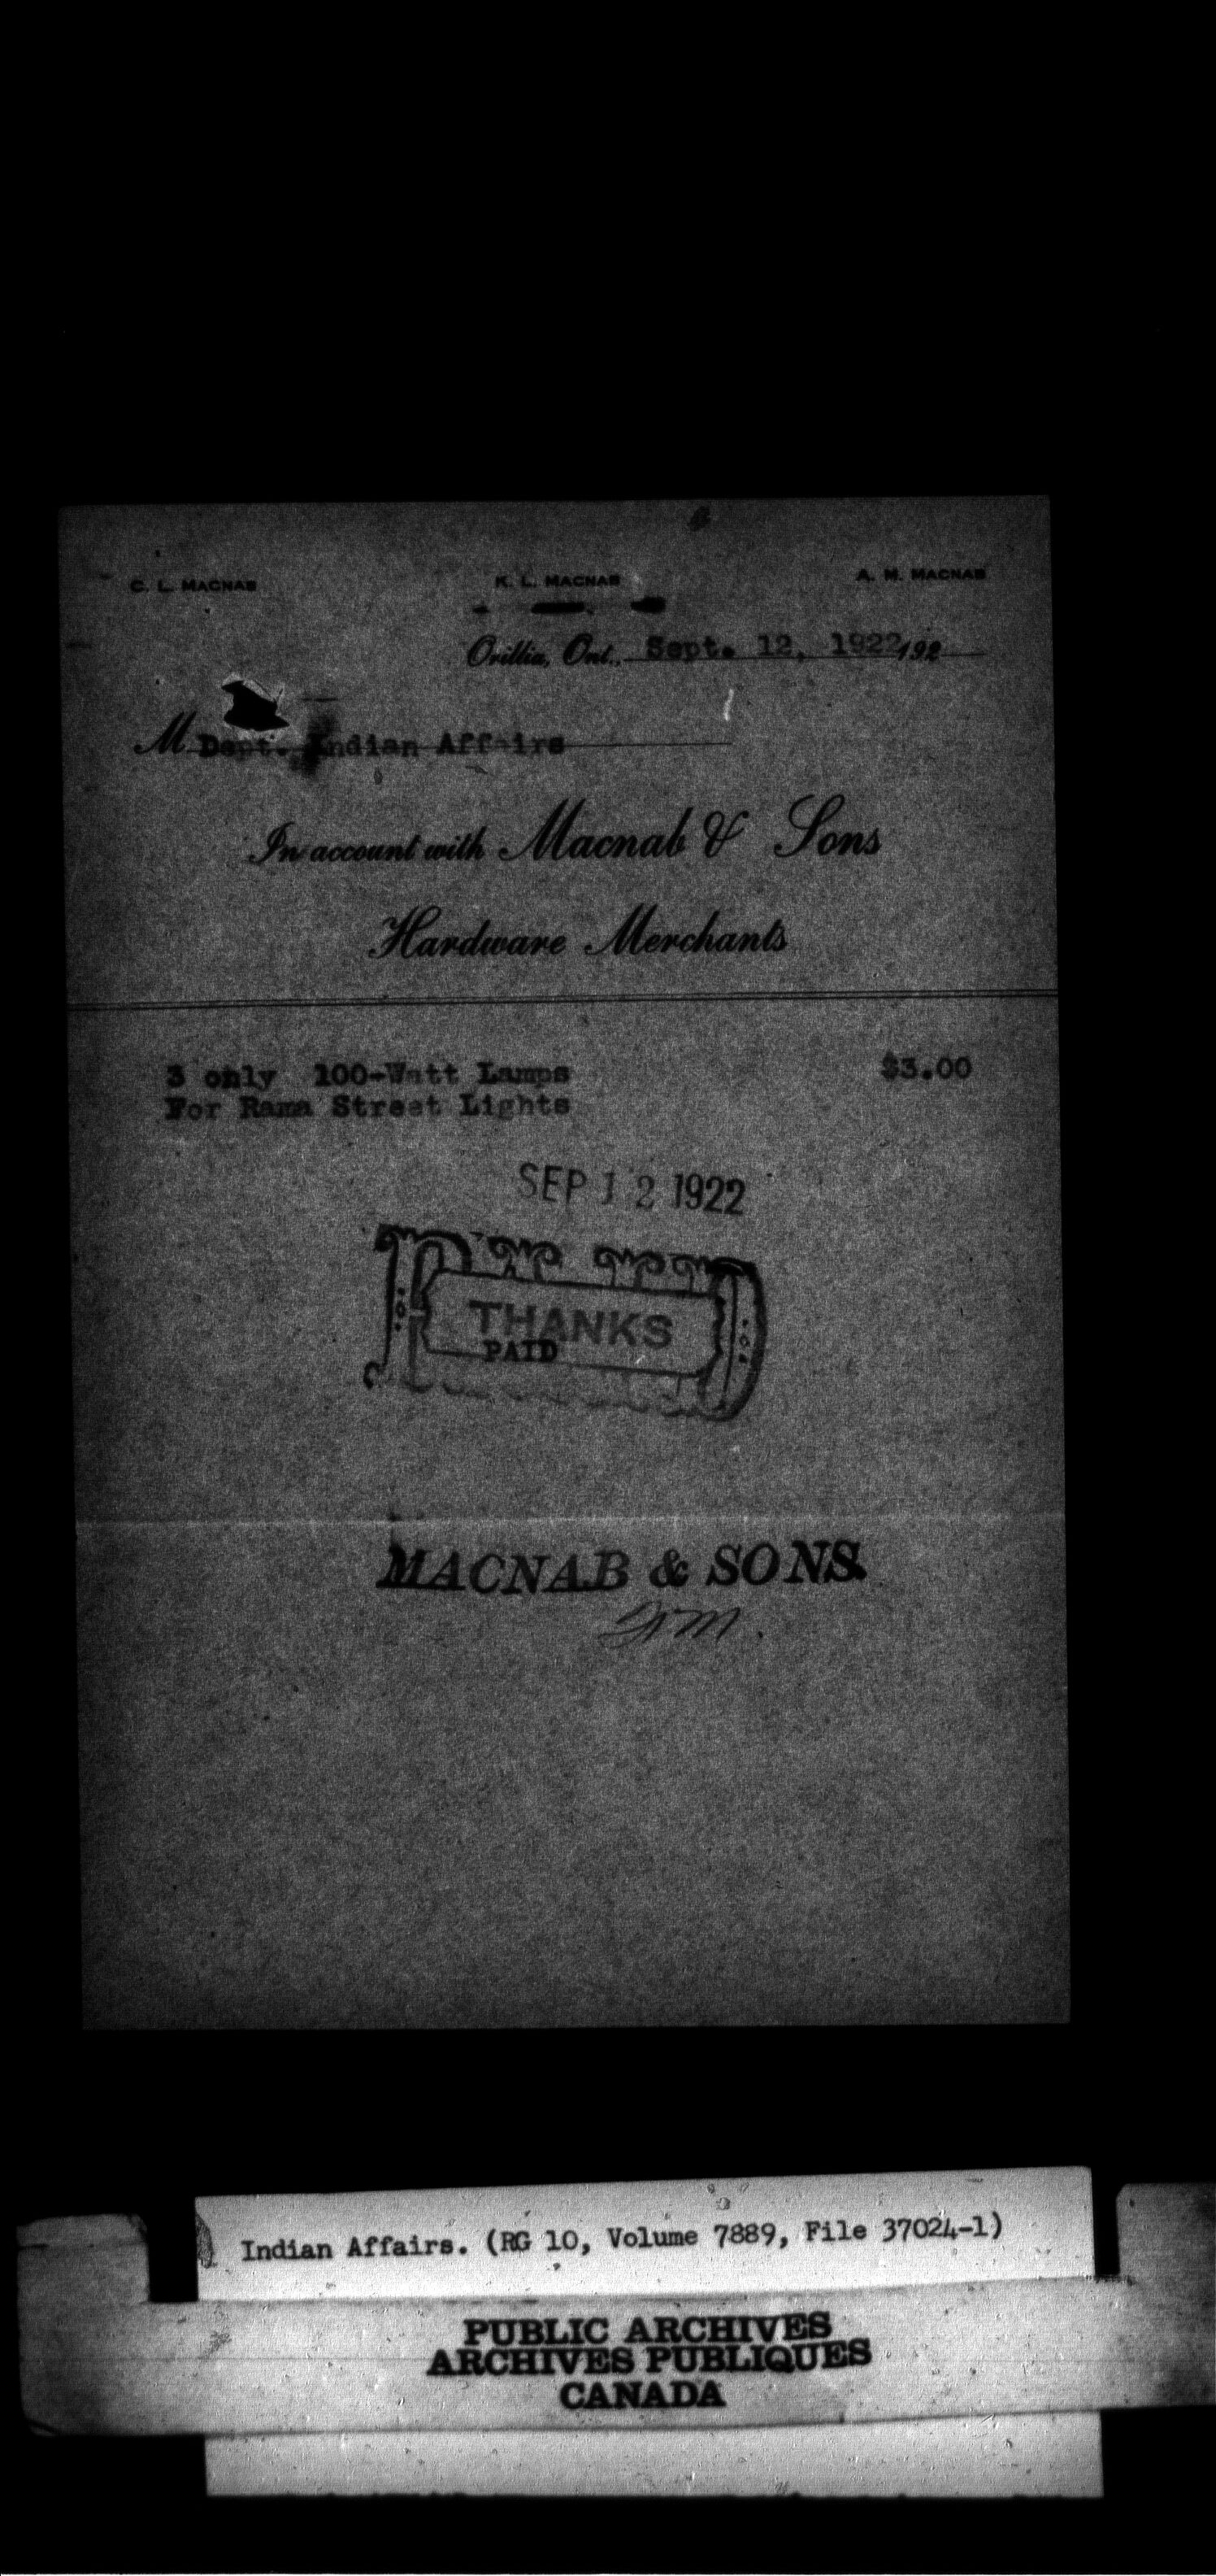 C. L. MACNAB K. L. MACNAB A. M. MACNAB
Orillia, Ont., Sept. 12, 1922 192
M Dept. Indian Affairs
In account with Macnab & Sons
Hardware Merchants
3 only 100-Watt Lamps $3.00
For Rama Street Lights
SEP 12 1922
THANKS
PAID
MACNAB & SONS.
Indian Affairs. (RG 10, Volume 7889, File 37024-1)
PUBLIC ARCHIVES
ARCHIVES PUBLIQUES
CANADA